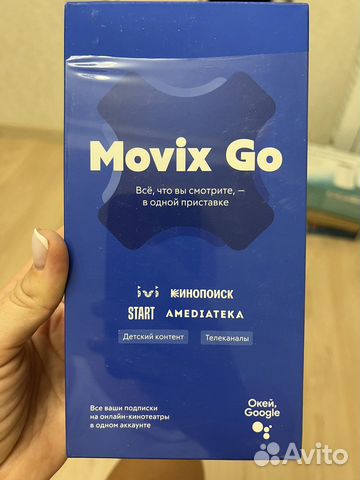 Movix Go
Всё, что вы смотрите, —
в одной приставке
ivi КИНОПОИСК
START AMEDIATEKA
Детский контент Телеканалы
Все ваши подписки
на онлайн-кинотеатры
в одном аккаунте
Окей,
Google
Avito